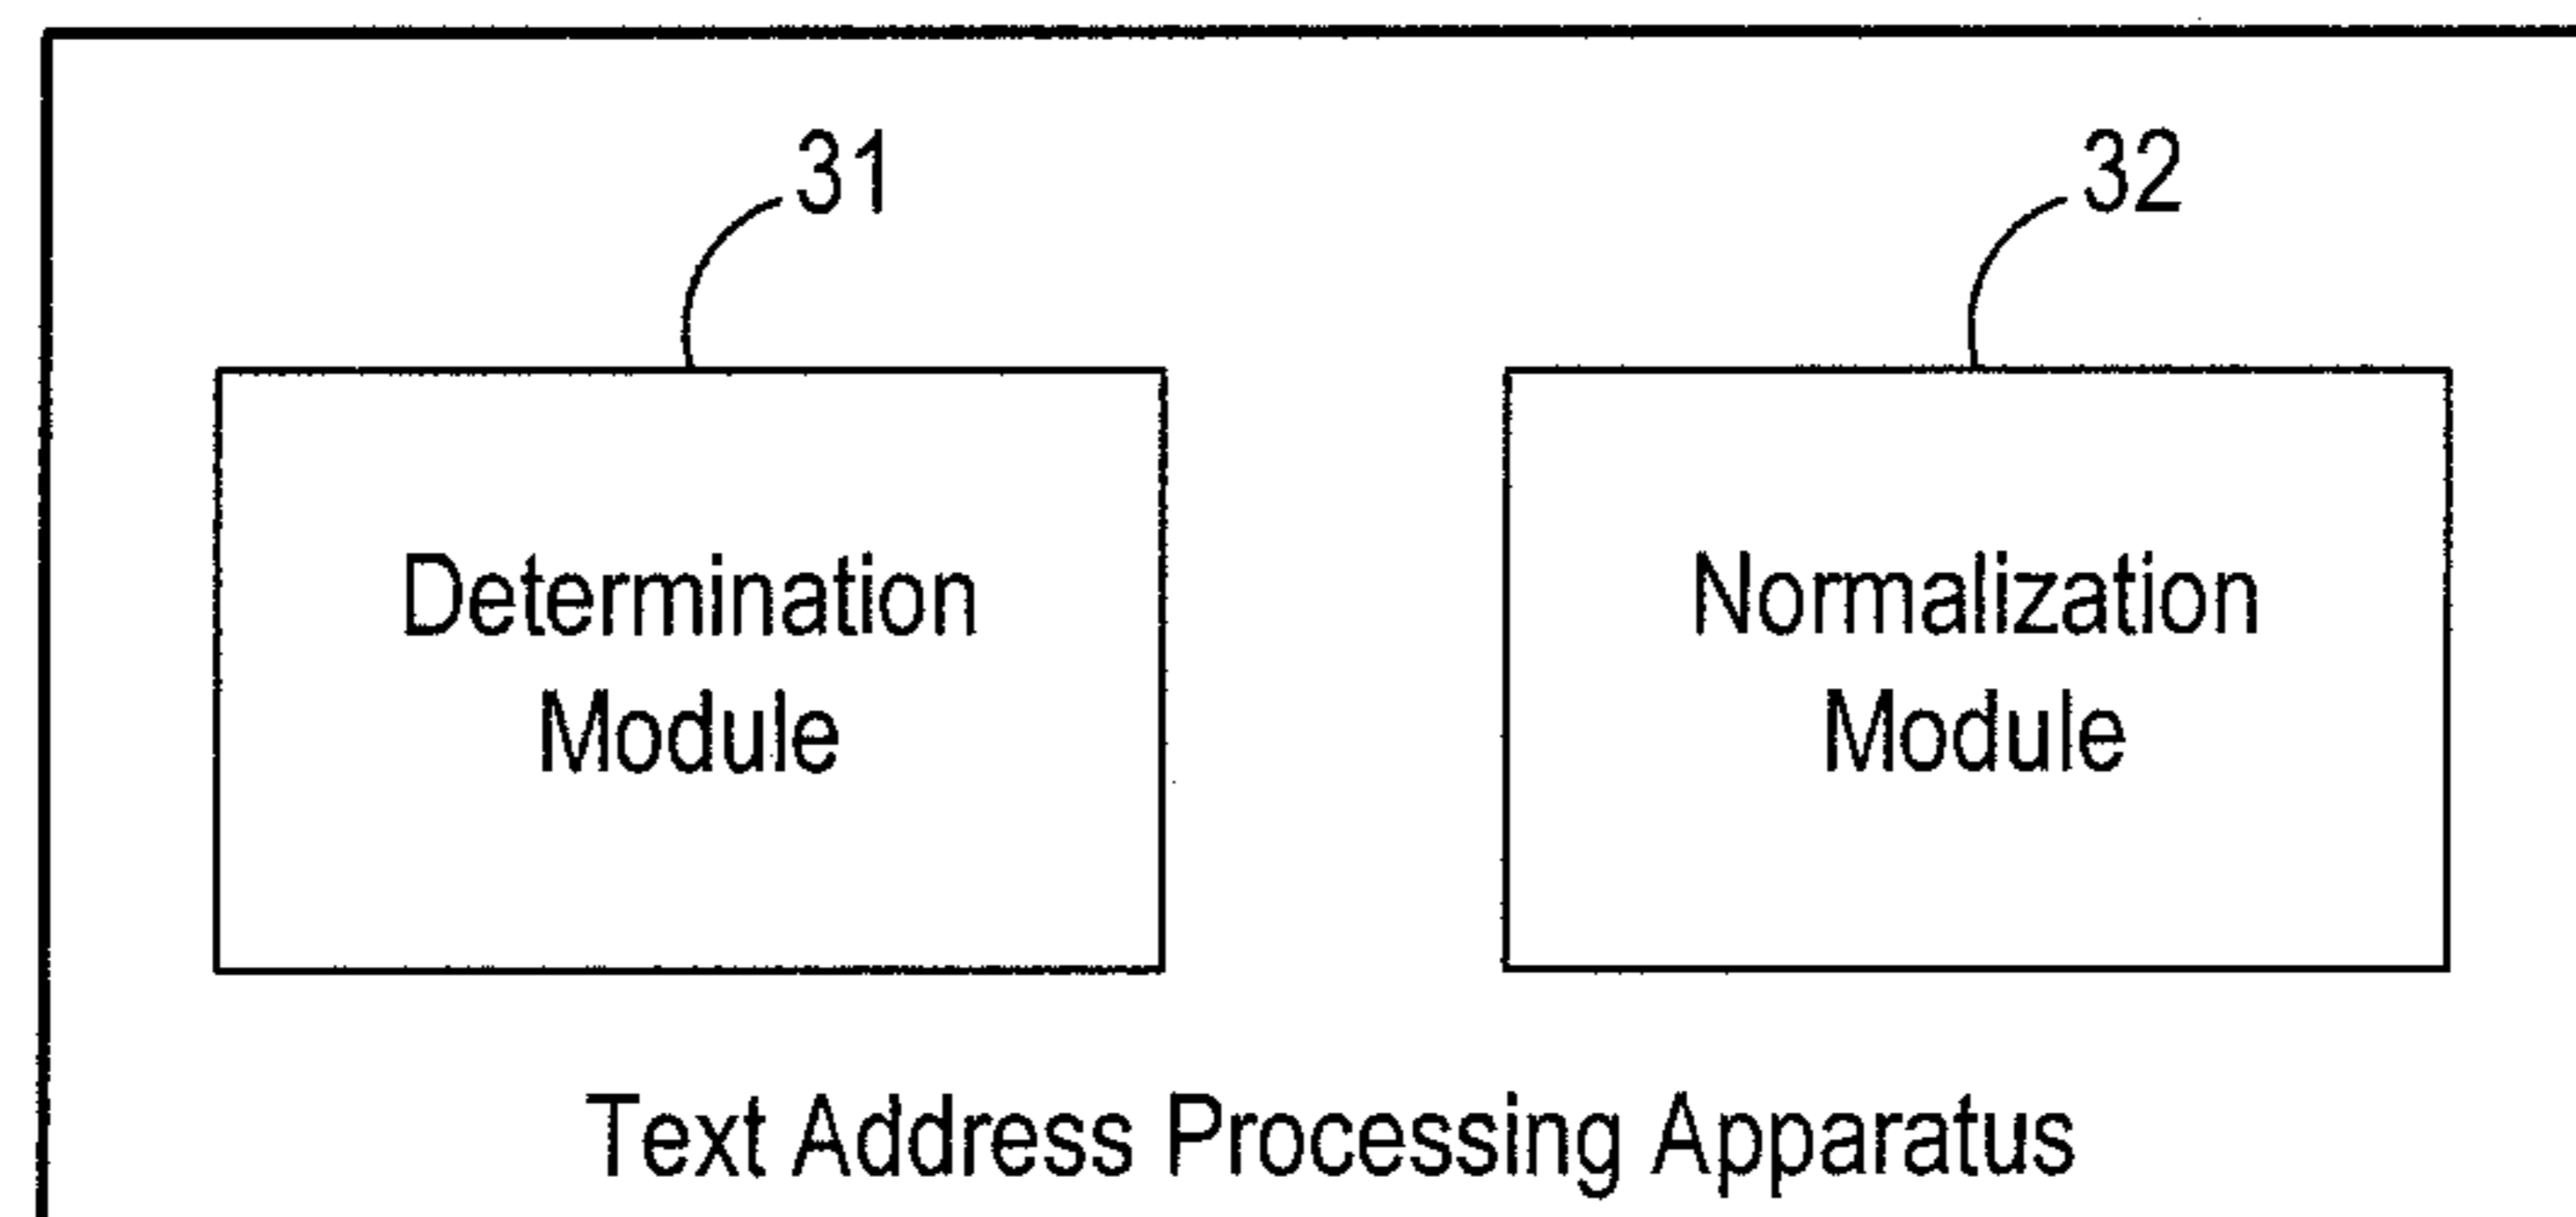 31
32
Determination
Module
Normalization
Module
Text Address Processing Apparatus